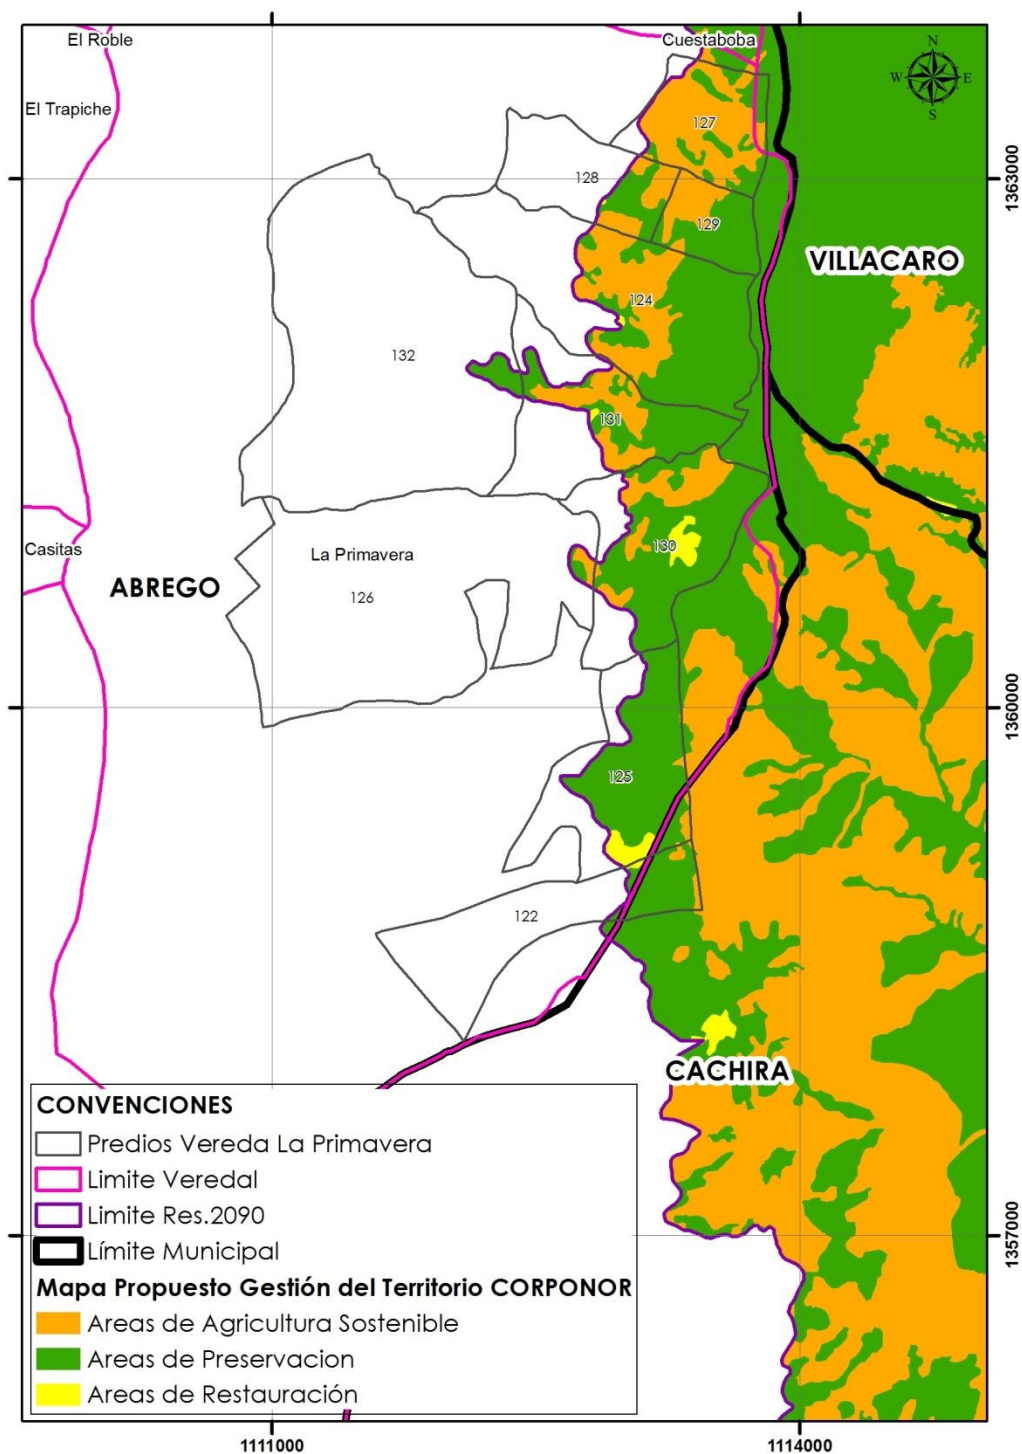 El Roble
Cuestaboba
N
W E
S
El Trapiche
127
128
1363000
129
VILLACARO
124
132
131
130
Casitas
La Primavera
ABREGO
126
1360000
125
122
CACHIRA
CONVENCIONES
Predios Vereda La Primavera
Limite Veredal
Limite Res.2090
Límite Municipal
1357000
Mapa Propuesto Gestión del Territorio CORPONOR
Areas de Agricultura Sostenible
Areas de Preservacion
Areas de Restauración
1111000
1114000